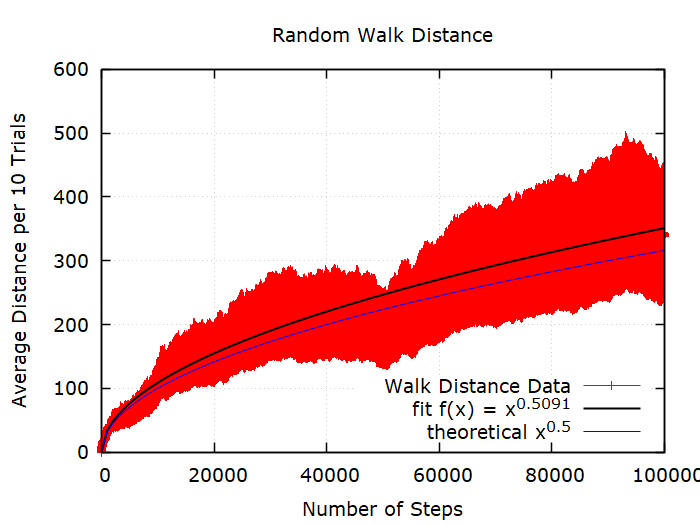 Random Walk Distance
Average Distance per 10 Trials
600
500
400
300
200
100
0
Walk Distance Data
fit f(x) = x^0.5091
theoretical x^0.5
0 20000 40000 60000 80000 100000
Number of Steps